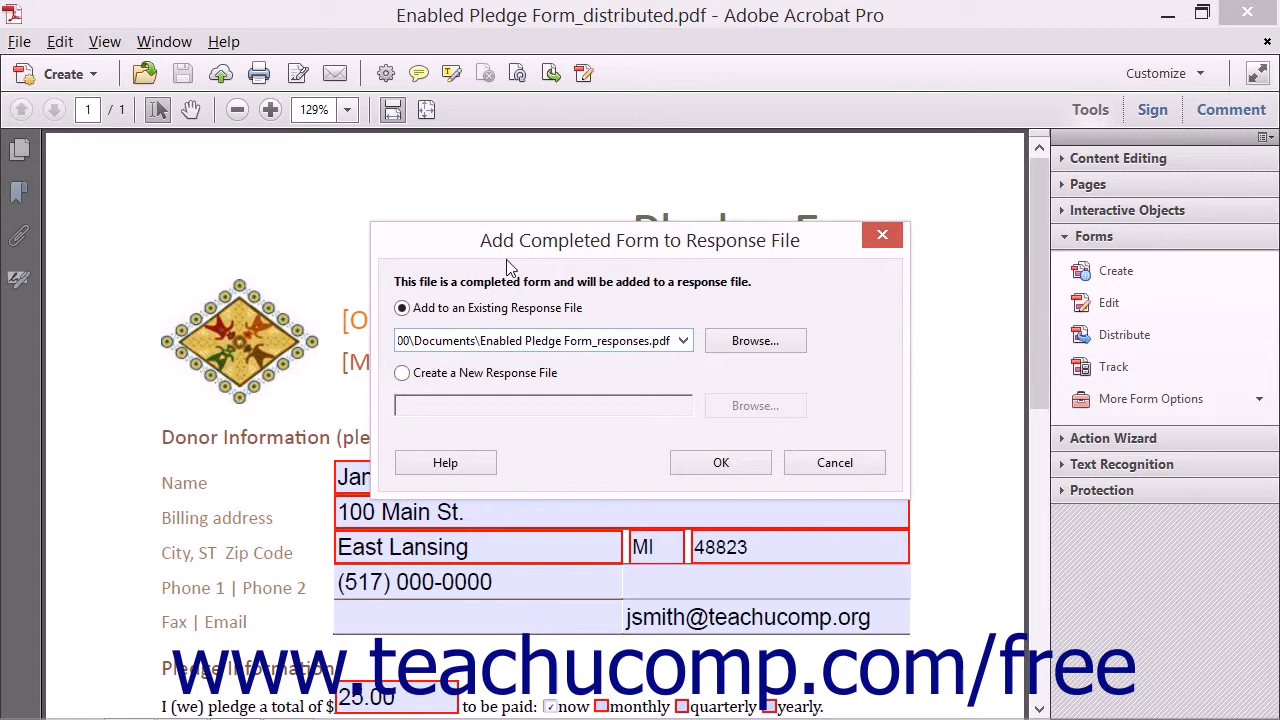 Enabled Pledge Form_distributed.pdf - Adobe Acrobat Pro
File Edit View Window Help
Create Customize
1 / 1 129% Tools Sign Comment
Content Editing
Pages
Interactive Objects
Forms
Create
Edit
Distribute
Track
More Form Options
Action Wizard
Text Recognition
Protection
Add Completed Form to Response File
This file is a completed form and will be added to a response file.
Add to an Existing Response File
00\Documents\Enabled Pledge Form_responses.pdf Browse...
Create a New Response File
Browse...
Help OK Cancel
[O
[M
Donor Information (ple
Name Jan
Billing address 100 Main St.
City, ST Zip Code East Lansing MI 48823
Phone 1 | Phone 2 (517) 000-0000
Fax | Email jsmith@teachucomp.org
Pledge Information
I (we) pledge a total of $ 25.00 to be paid: now monthly quarterly yearly.
www.teachucomp.com/free